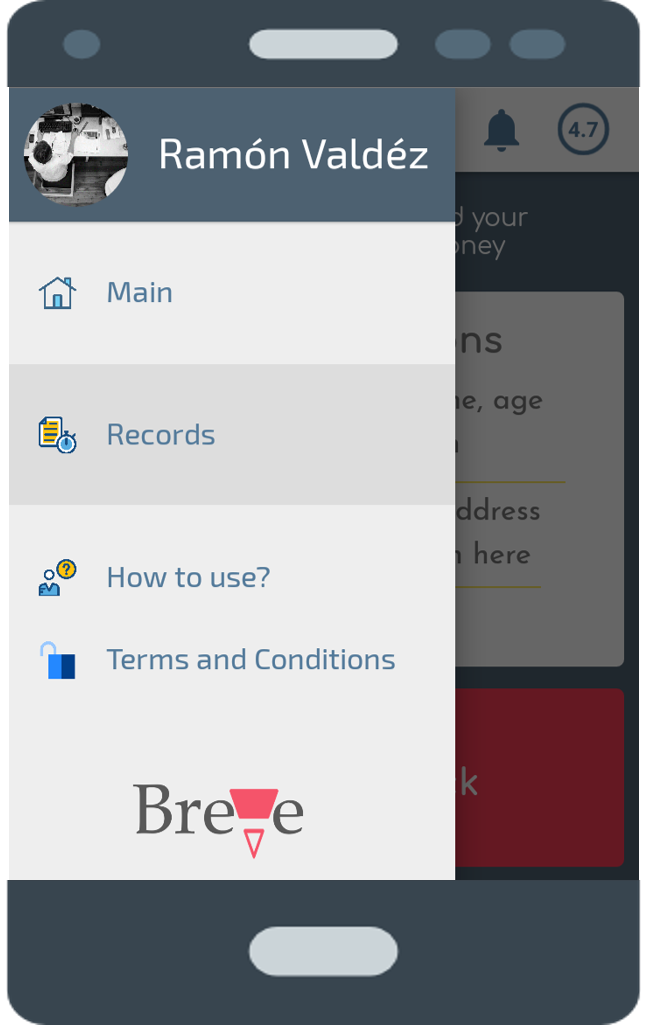 Ramón Valdéz
4.7
d your
oney
Main
ons
ne, age
Records
ddress
n here
How to use?
Terms and Conditions
k
Breve